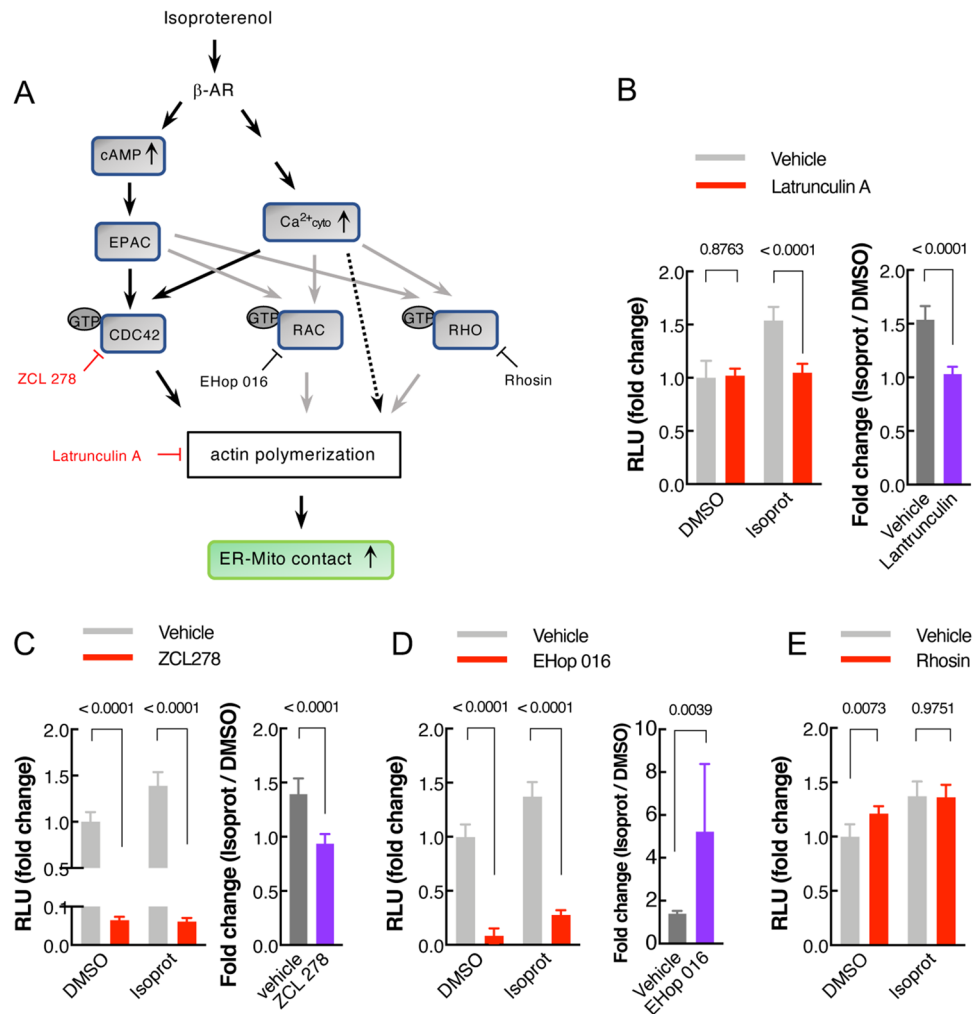 A
Isoproterenol
β-AR
cAMP ↑
EPAC
Ca²⁺cyto ↑
GTP
CDC42
GTP
RAC
GTP
RHO
ZCL 278
EHop 016
Rhosin
Latrunculin A
actin polymerization
ER-Mito contact ↑
B
Vehicle
Latrunculin A
0.8763
< 0.0001
RLU (fold change)
2.0
1.5
1.0
0.5
0.0
DMSO
Isoprot
< 0.0001
Fold change (Isoprot / DMSO)
2.0
1.5
1.0
0.5
0.0
Vehicle
Lantrunculin
C
Vehicle
ZCL278
< 0.0001
< 0.0001
RLU (fold change)
2.0
1.5
1.0
0.5
0.1
0.0
DMSO
Isoprot
< 0.0001
Fold change (Isoprot / DMSO)
2.0
1.5
1.0
0.5
0.0
vehicle
ZCL 278
D
Vehicle
EHop 016
< 0.0001
< 0.0001
RLU (fold change)
2.0
1.5
1.0
0.5
0.0
DMSO
Isoprot
0.0039
Fold change (Isoprot / DMSO)
10
8
6
4
2
0
Vehicle
EHop 016
E
Vehicle
Rhosin
0.0073
0.9751
RLU (fold change)
2.0
1.5
1.0
0.5
0.0
DMSO
Isoprot